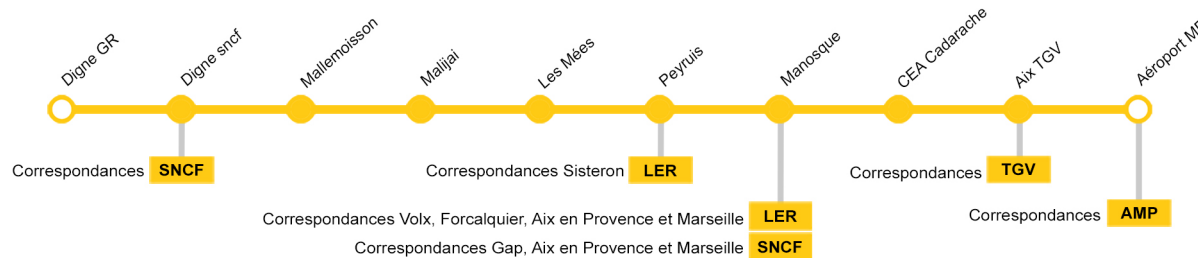 Digne GR
Digne sncf
Mallemoisson
Malijai
Les Mées
Peyruis
Manosque
CEA Cadarache
Aix TGV
Aéroport
Correspondances SNCF
Correspondances Sisteron LER
Correspondances TGV
Correspondances Volx, Forcalquier, Aix en Provence et Marseille LER
Correspondances AMP
Correspondances Gap, Aix en Provence et Marseille SNCF